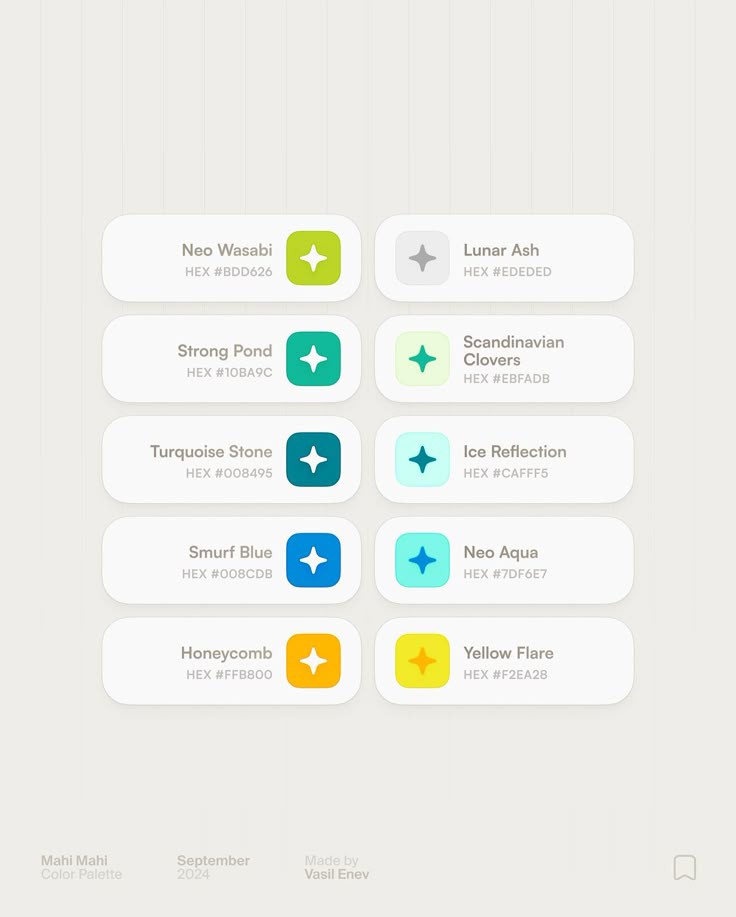 Neo Wasabi
HEX #BDD626
Lunar Ash
HEX #EDEDED
Strong Pond
HEX #10BA9C
Scandinavian
Clovers
HEX #EBFADB
Turquoise Stone
HEX #008495
Ice Reflection
HEX #CAFFF5
Smurf Blue
HEX #008CDB
Neo Aqua
HEX #7DF6E7
Honeycomb
HEX #FFB800
Yellow Flare
HEX #F2EA28
Mahi Mahi
Color Palette
September
2024
Made by
Vasil Enev